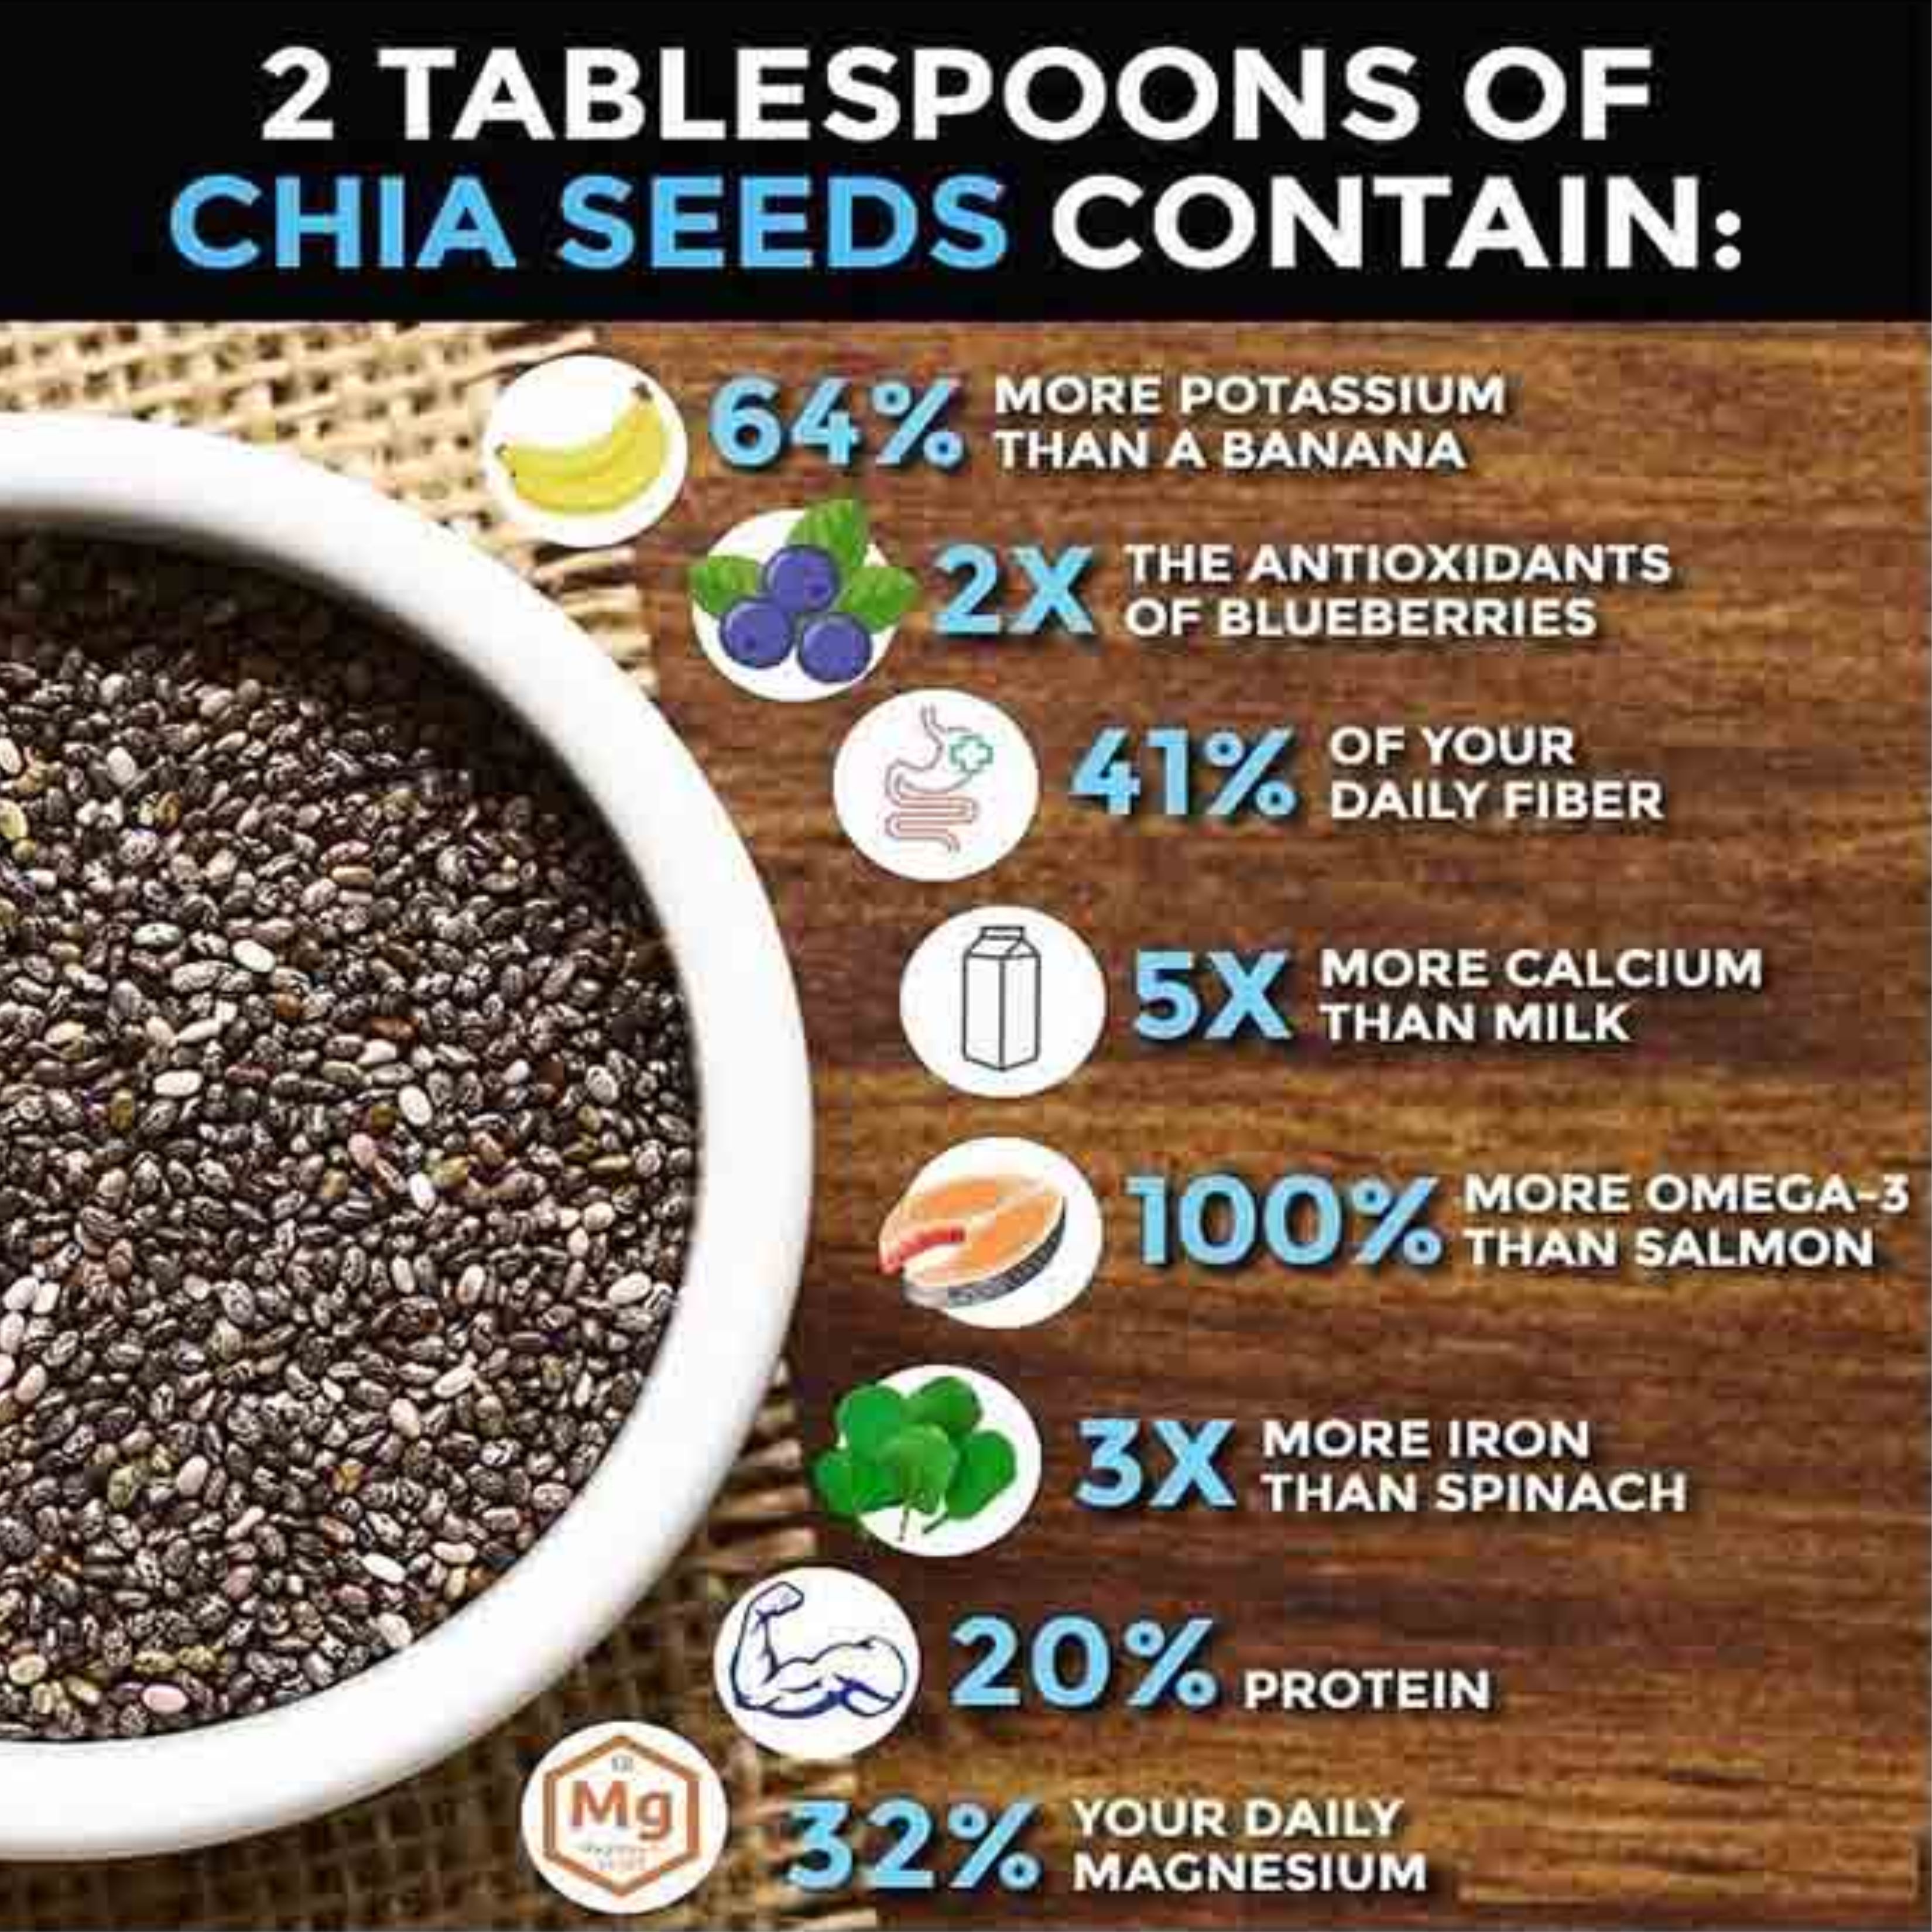 2 TABLESPOONS OF
CHIA SEEDS CONTAIN:
64% MORE POTASSIUM
THAN A BANANA
2X THE ANTIOXIDANTS
OF BLUEBERRIES
41% OF YOUR
DAILY FIBER
5X MORE CALCIUM
THAN MILK
100% MORE OMEGA-3
THAN SALMON
3X MORE IRON
THAN SPINACH
20% PROTEIN
Mg
32% YOUR DAILY
MAGNESIUM